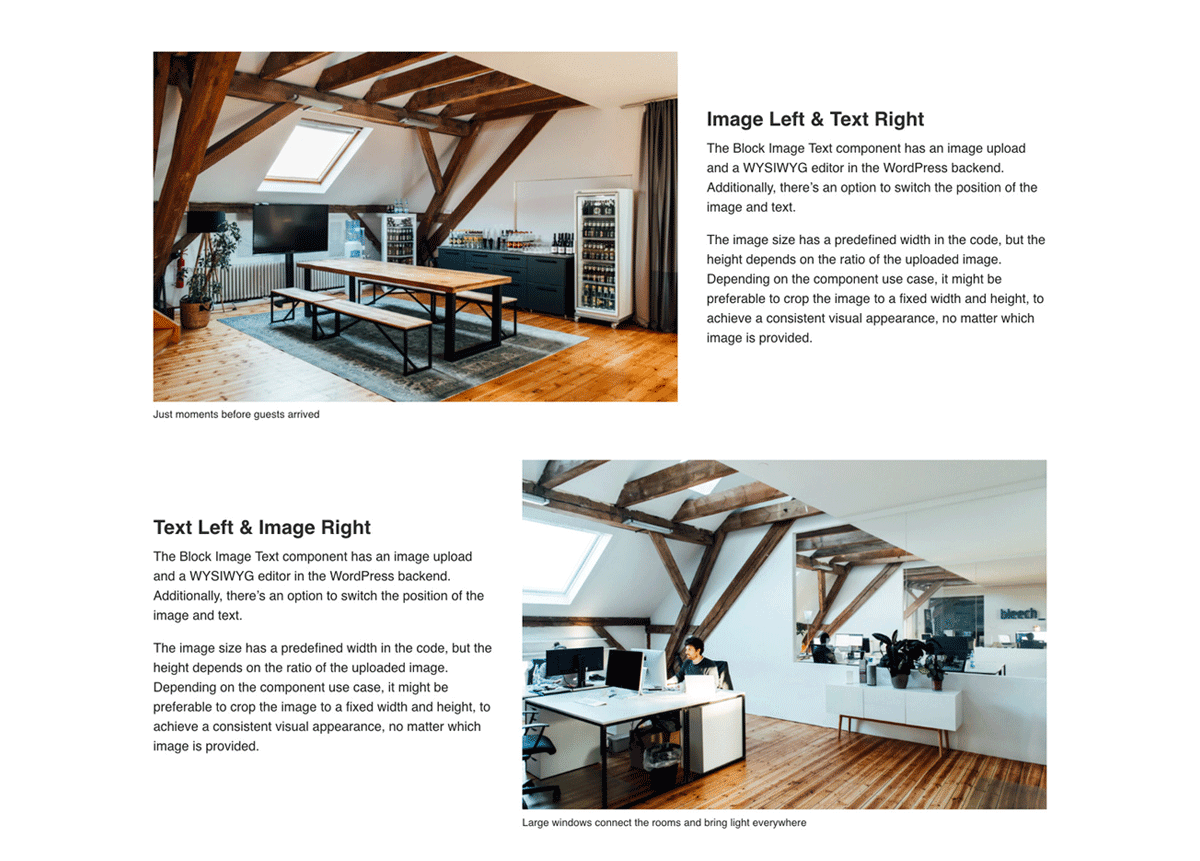 Image Left & Text Right
The Block Image Text component has an image upload
and a WYSIWYG editor in the WordPress backend.
Additionally, there’s an option to switch the position of the
image and text.
The image size has a predefined width in the code, but the
height depends on the ratio of the uploaded image.
Depending on the component use case, it might be
preferable to crop the image to a fixed width and height, to
achieve a consistent visual appearance, no matter which
image is provided.
Just moments before guests arrived
Text Left & Image Right
The Block Image Text component has an image upload
and a WYSIWYG editor in the WordPress backend.
Additionally, there’s an option to switch the position of the
image and text.
The image size has a predefined width in the code, but the
height depends on the ratio of the uploaded image.
Depending on the component use case, it might be
preferable to crop the image to a fixed width and height, to
achieve a consistent visual appearance, no matter which
image is provided.
bleech
Large windows connect the rooms and bring light everywhere